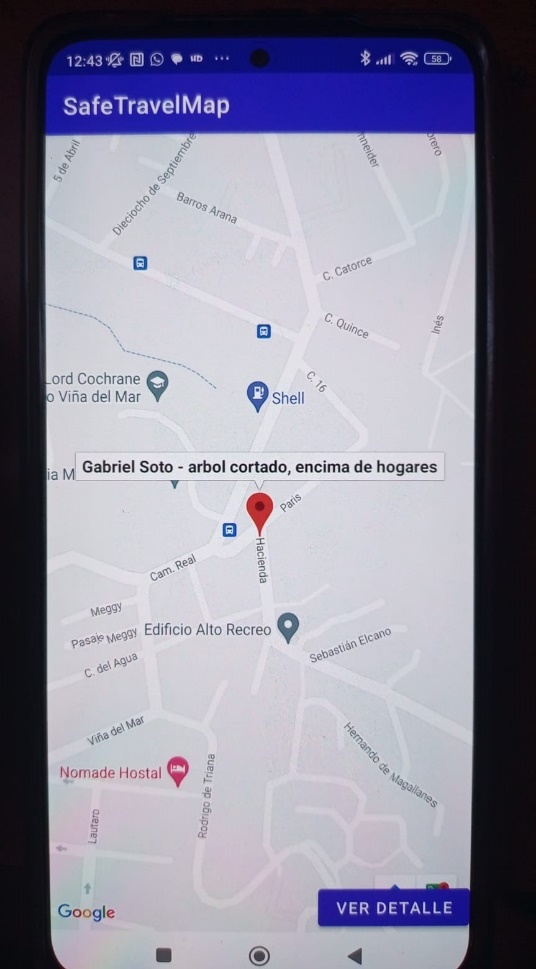 12:43
HD
58
SafeTravelMap
5 de Abril
Dieciocho de Septiembre
Barros Arana
C. Catorce
C. Quince
Inés
C. 16
Lord Cochrane
o Viña del Mar
Shell
ia M
Gabriel Soto - arbol cortado, encima de hogares
Paris
Hacienda
Cam. Real
Meggy
Pasaje Meggy
Edificio Alto Recreo
C. del Agua
Sebastián Elcano
Viña del Mar
Hernando de Magallanes
Nomade Hostal
Rodrigo de Triana
Lautaro
Google
VER DETALLE